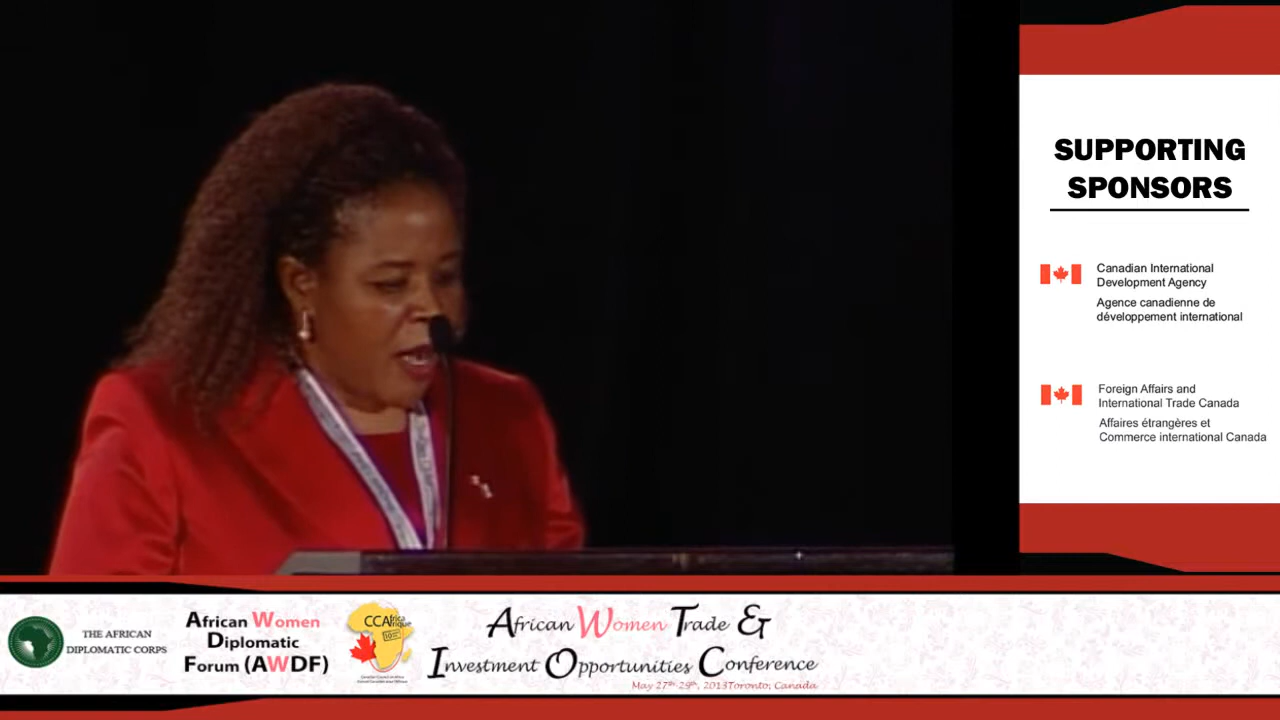 SUPPORTING
SPONSORS
Canadian International
Development Agency
Agence canadienne de
développement international
Foreign Affairs and
International Trade Canada
Affaires étrangères et
Commerce international Canada
THE AFRICAN
DIPLOMATIC CORPS
African Women
Diplomatic
Forum (AWDF)
CCAfrica
frique
African Women Trade &
Investment Opportunities Conference
May 27th-29th, 2013Toronto, Canada